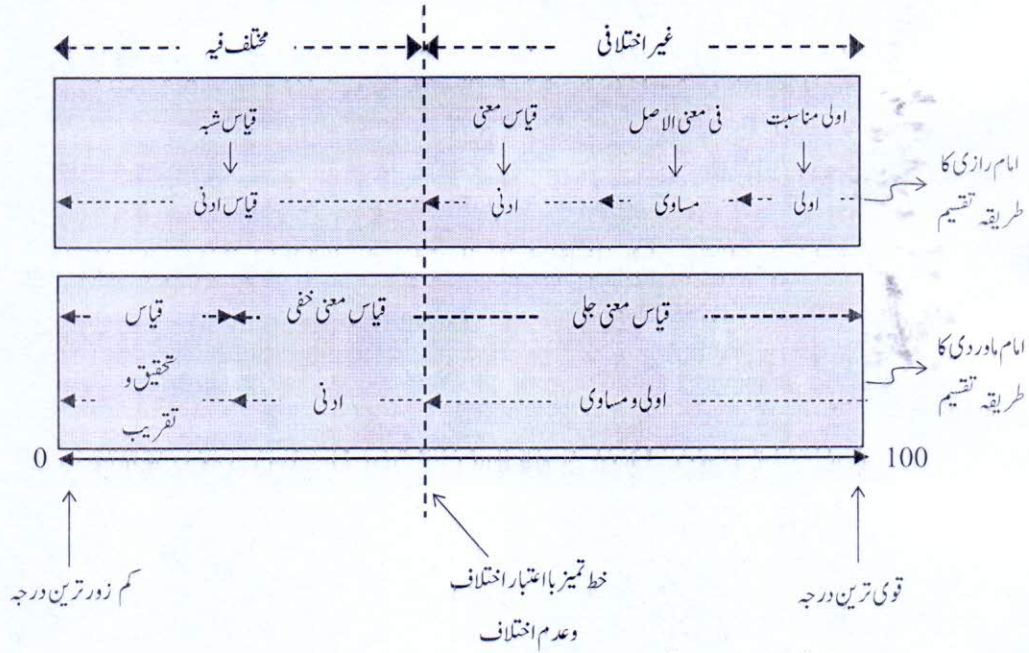 غیر اختلافی مختلف فیہ
اولی مناسبت فی معنی الاصل قیاس معنی قیاس شبہ
اولی مساوی ادنیٰ قیاس ادنیٰ
امام رازی کا
طریقہ تقسیم
قیاس معنی جلی قیاس معنی خفی قیاس
اولی و مساوی ادنیٰ تحقیق و
تقریب
امام ماوردی کا
طریقہ تقسیم
100 0
قوی ترین درجہ خط تمیز با اعتبار اختلاف کم زور ترین درجہ
وعدم اختلاف